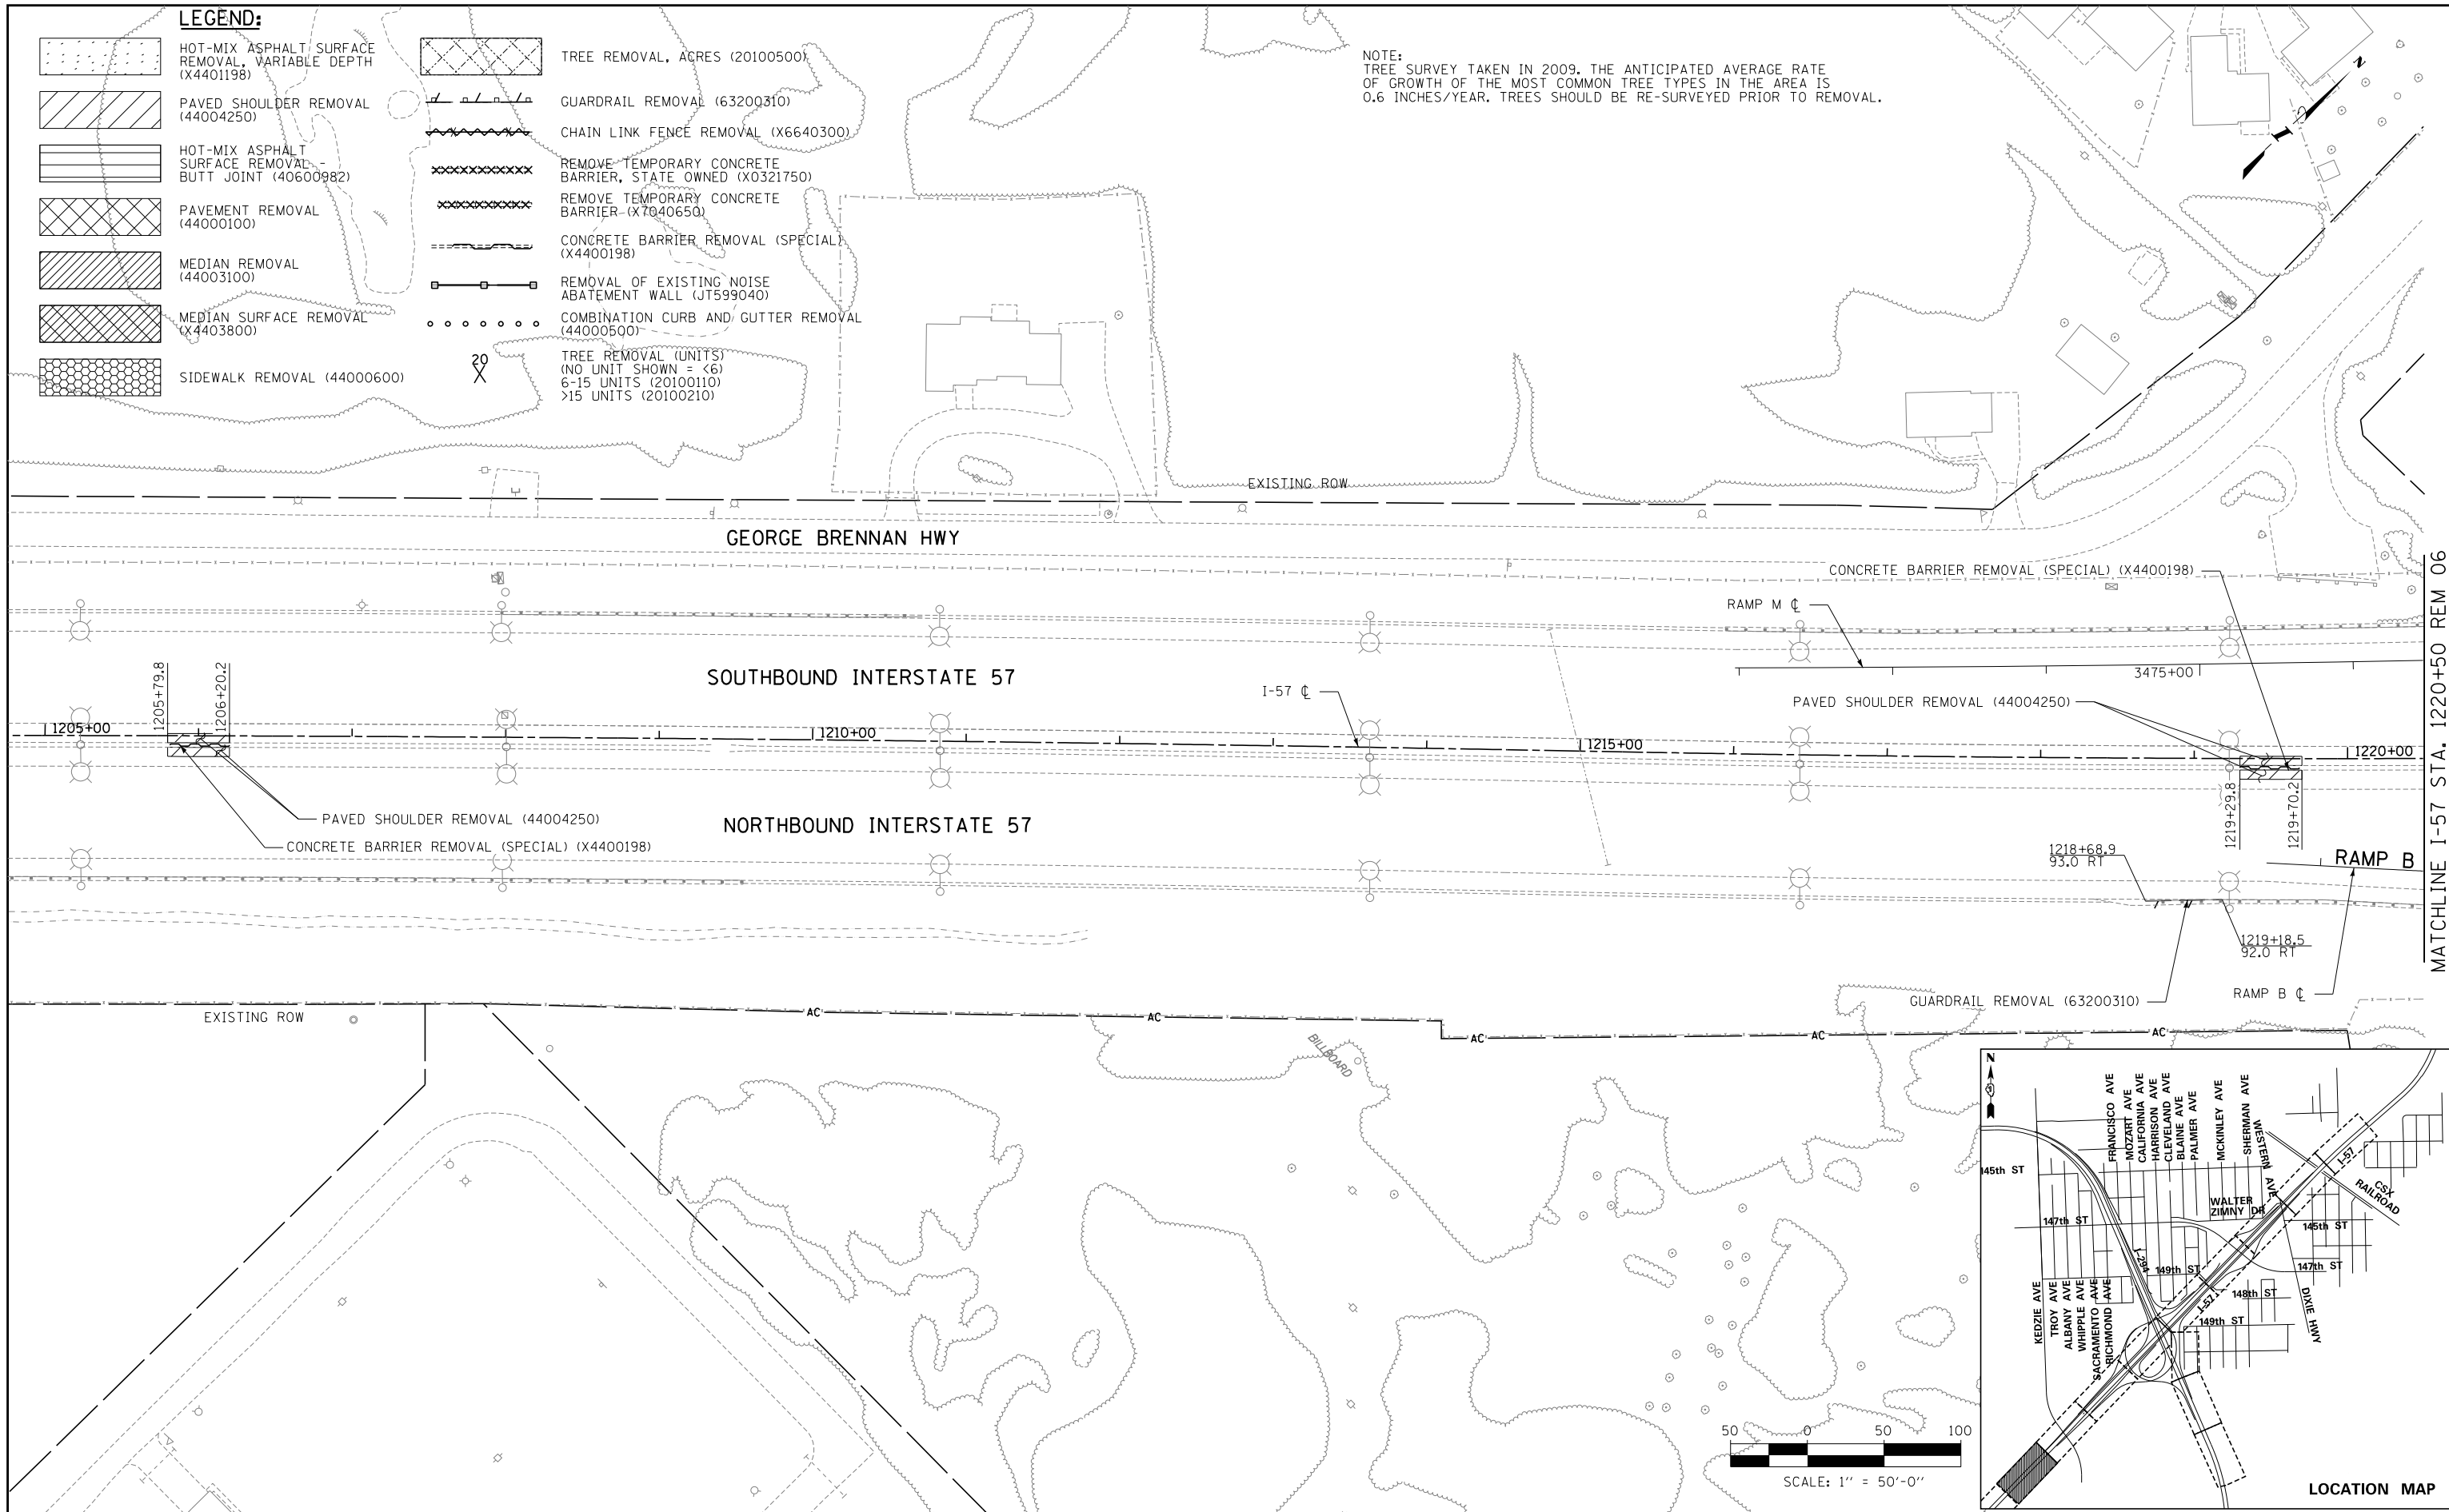 LEGEND:
HOT-MIX ASPHALT SURFACE
REMOVAL, VARIABLE DEPTH
(X4401198)
PAVED SHOULDER REMOVAL
(44004250)
HOT-MIX ASPHALT
SURFACE REMOVAL -
BUTT JOINT (40600982)
PAVEMENT REMOVAL
(44000100)
MEDIAN REMOVAL
(44003100)
MEDIAN SURFACE REMOVAL
(X4403800)
SIDEWALK REMOVAL (44000600)
TREE REMOVAL, ACRES (20100500)
GUARDRAIL REMOVAL (63200310)
CHAIN LINK FENCE REMOVAL (X6640300)
REMOVE TEMPORARY CONCRETE
BARRIER, STATE OWNED (X0321750)
REMOVE TEMPORARY CONCRETE
BARRIER (X7040650)
CONCRETE BARRIER REMOVAL (SPECIAL)
(X4400198)
REMOVAL OF EXISTING NOISE
ABATEMENT WALL (JT599040)
COMBINATION CURB AND GUTTER REMOVAL
(44000500)
20
TREE REMOVAL (UNITS)
(NO UNIT SHOWN = <6)
6-15 UNITS (20100110)
>15 UNITS (20100210)
NOTE:
TREE SURVEY TAKEN IN 2009. THE ANTICIPATED AVERAGE RATE
OF GROWTH OF THE MOST COMMON TREE TYPES IN THE AREA IS
0.6 INCHES/YEAR. TREES SHOULD BE RE-SURVEYED PRIOR TO REMOVAL.
N
EXISTING ROW
GEORGE BRENNAN HWY
CONCRETE BARRIER REMOVAL (SPECIAL) (X4400198)
RAMP M ℄
3475+00
SOUTHBOUND INTERSTATE 57
I-57 ℄
PAVED SHOULDER REMOVAL (44004250)
1205+79.8
1206+20.2
1205+00
1210+00
1215+00
1220+00
1219+29.8
1219+70.2
PAVED SHOULDER REMOVAL (44004250)
CONCRETE BARRIER REMOVAL (SPECIAL) (X4400198)
NORTHBOUND INTERSTATE 57
1218+68.9
93.0 RT
RAMP B
1219+18.5
92.0 RT
GUARDRAIL REMOVAL (63200310)
RAMP B ℄
MATCHLINE I-57 STA. 1220+50 REM 06
EXISTING ROW
AC
AC
AC
AC
AC
BILLBOARD
50
0
50
100
SCALE: 1'' = 50'-0''
N
FRANCISCO AVE
MOZART AVE
CALIFORNIA AVE
HARRISON AVE
CLEVELAND AVE
BLAINE AVE
PALMER AVE
MCKINLEY AVE
SHERMAN AVE
WESTERN AVE
145th ST
I-57
CSX
RAILROAD
WALTER
ZIMNY DR
147th ST
145th ST
I-294
149th ST
147th ST
148th ST
I-57
149th ST
DIXIE HWY
KEDZIE AVE
TROY AVE
ALBANY AVE
WHIPPLE AVE
SACRAMENTO AVE
RICHMOND AVE
LOCATION MAP